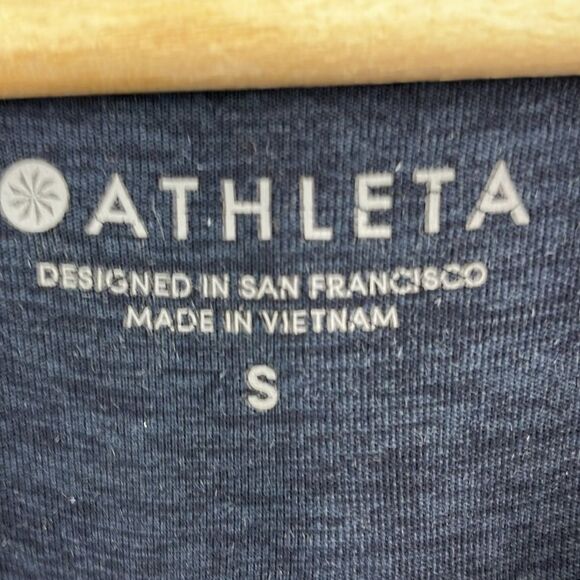 ATHLETA
DESIGNED IN SAN FRANCISCO
MADE IN VIETNAM
S